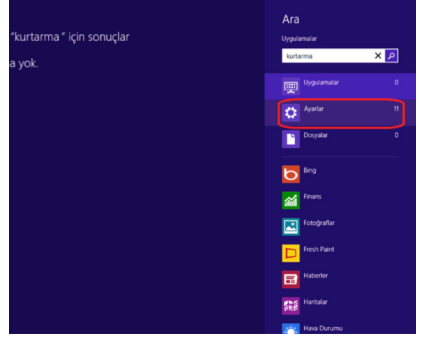 "kurtarma " için sonuçlar
a yok.
Ara
Uygulamalar
kurtarma
Uygulamalar 0
Ayarlar 11
Dosyalar 0
Bing
Finans
Fotoğraflar
Fresh Paint
Haberler
Haritalar
Hava Durumu